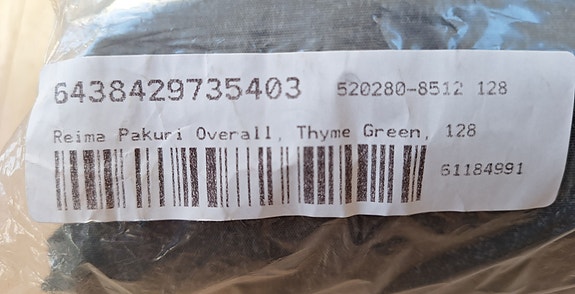 6438429735403 520280-8512 128
Reima Pakuri Overall, Thyme Green, 128
61184991